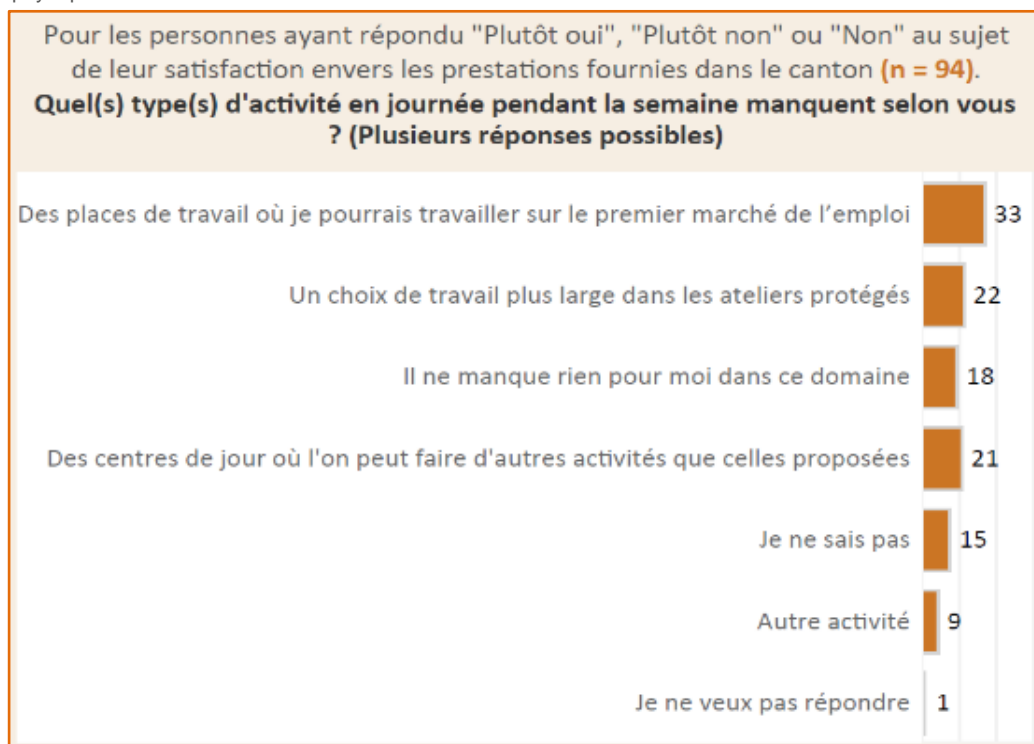 Pour les personnes ayant répondu "Plutôt oui", "Plutôt non" ou "Non" au sujet
de leur satisfaction envers les prestations fournies dans le canton (n = 94).
Quel(s) type(s) d'activité en journée pendant la semaine manquent selon vous
? (Plusieurs réponses possibles)
Des places de travail où je pourrais travailler sur le premier marché de l’emploi 33
Un choix de travail plus large dans les ateliers protégés 22
Il ne manque rien pour moi dans ce domaine 18
Des centres de jour où l'on peut faire d'autres activités que celles proposées 21
Je ne sais pas 15
Autre activité 9
Je ne veux pas répondre 1